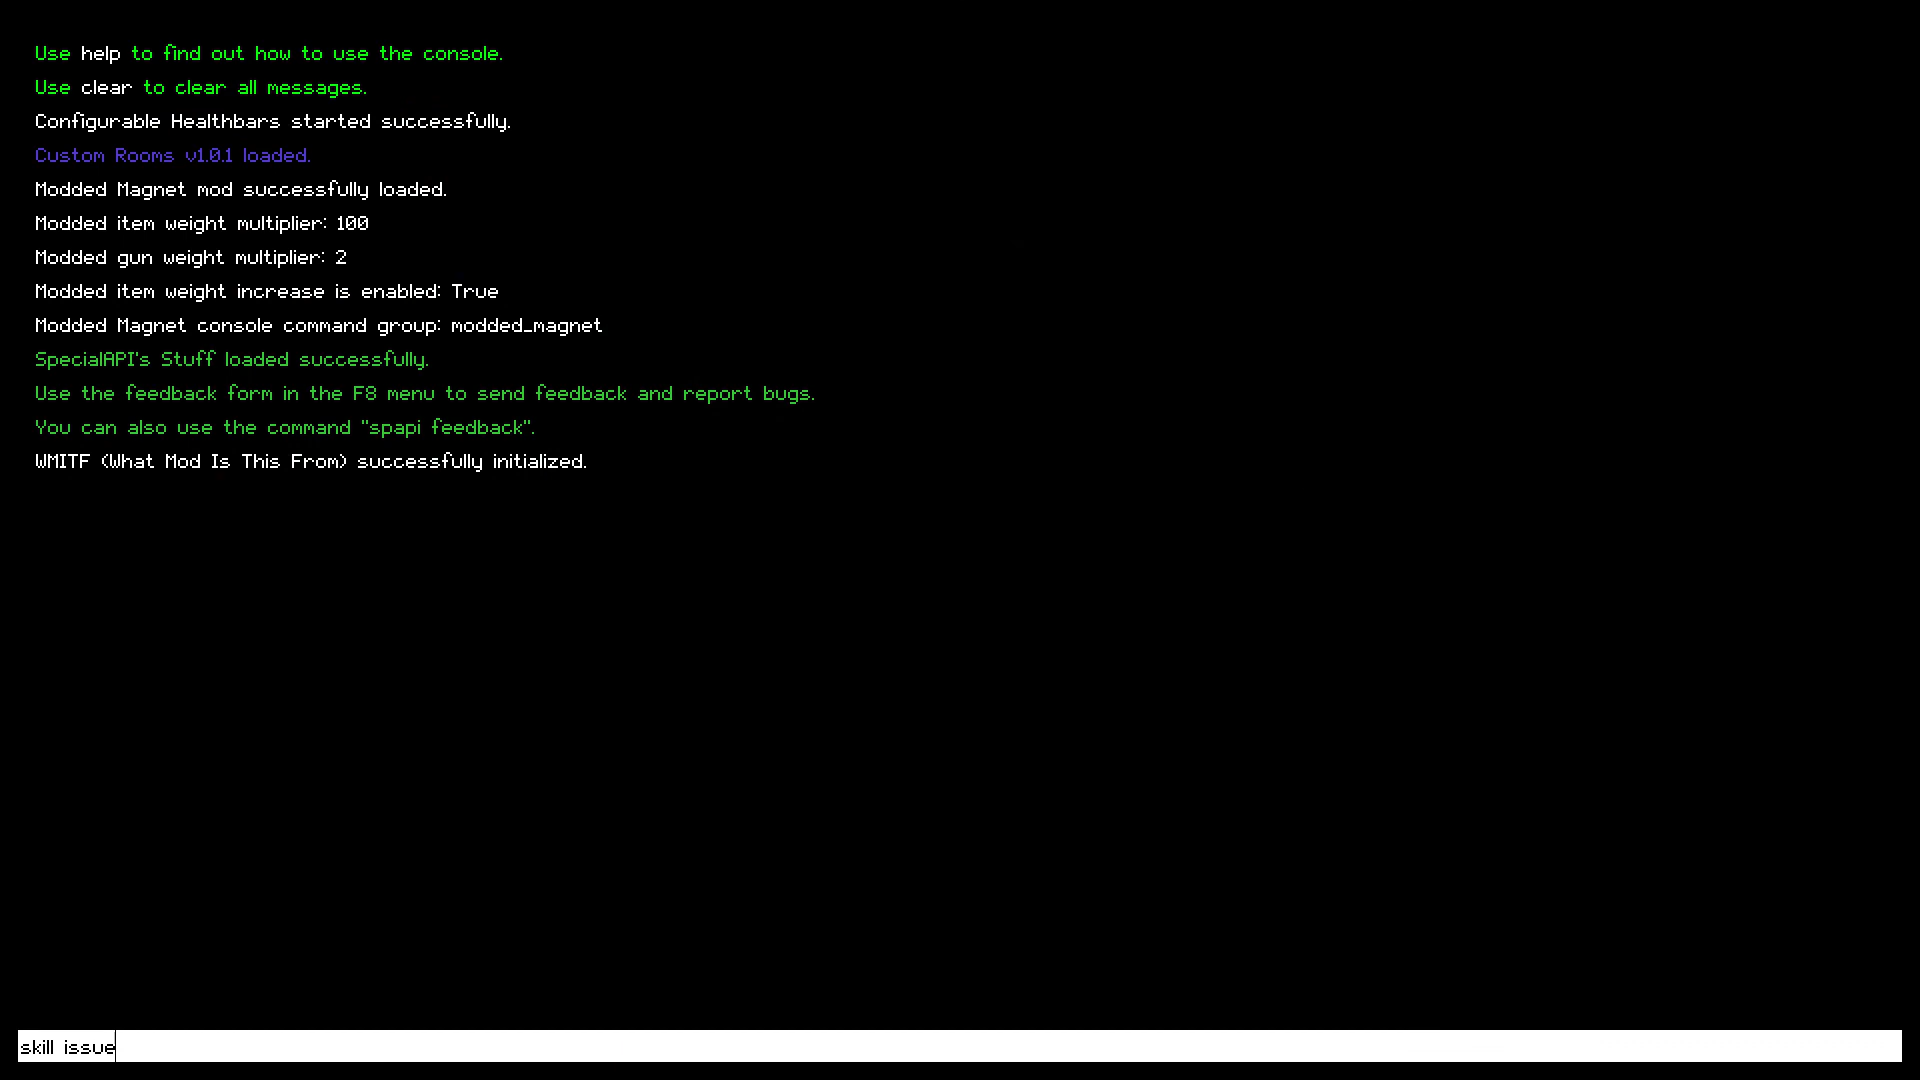 Use help to find out how to use the console.
Use clear to clear all messages.
Configurable Healthbars started successfully.
Custom Rooms v1.0.1 loaded.
Modded Magnet mod successfully loaded.
Modded item weight multiplier: 100
Modded gun weight multiplier: 2
Modded item weight increase is enabled: True
Modded Magnet console command group: modded_magnet
SpecialAPI's Stuff loaded successfully.
Use the feedback form in the F8 menu to send feedback and report bugs.
You can also use the command "spapi feedback".
WMITF (What Mod Is This From) successfully initialized.
skill issue